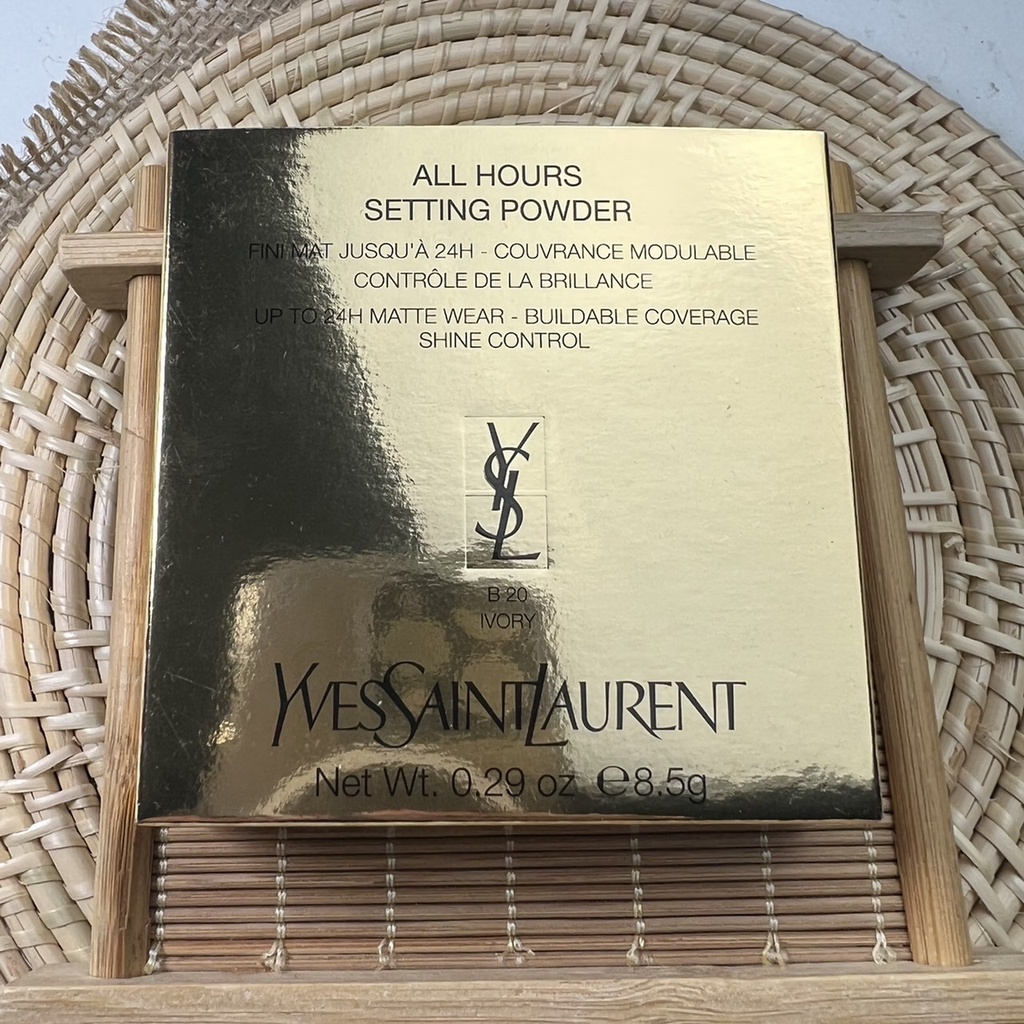 ALL HOURS
SETTING POWDER
FINI MAT JUSQU'À 24H - COUVRANCE MODULABLE
CONTRÔLE DE LA BRILLANCE
UP TO 24H MATTE WEAR - BUILDABLE COVERAGE
SHINE CONTROL
YSL
B 20
IVORY
YVESSAINTLAURENT
Net Wt. 0.29 oz ℮8.5g